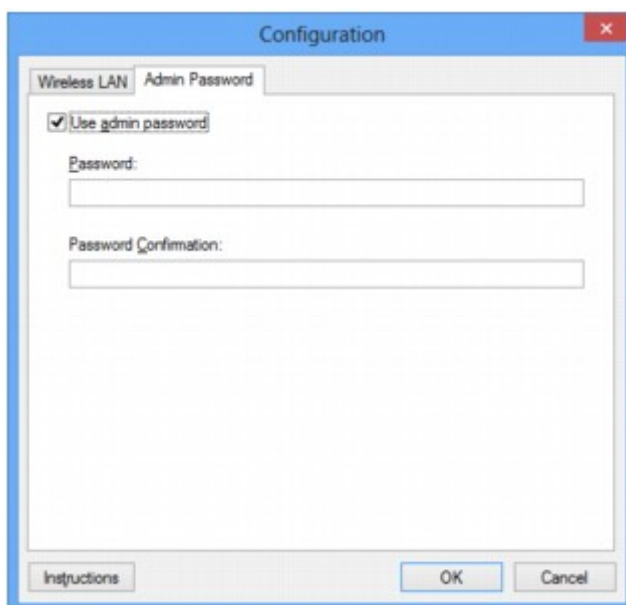 Configuration
Wireless LAN Admin Password
Use admin password
Password:
Password Confirmation:
Instructions OK Cancel